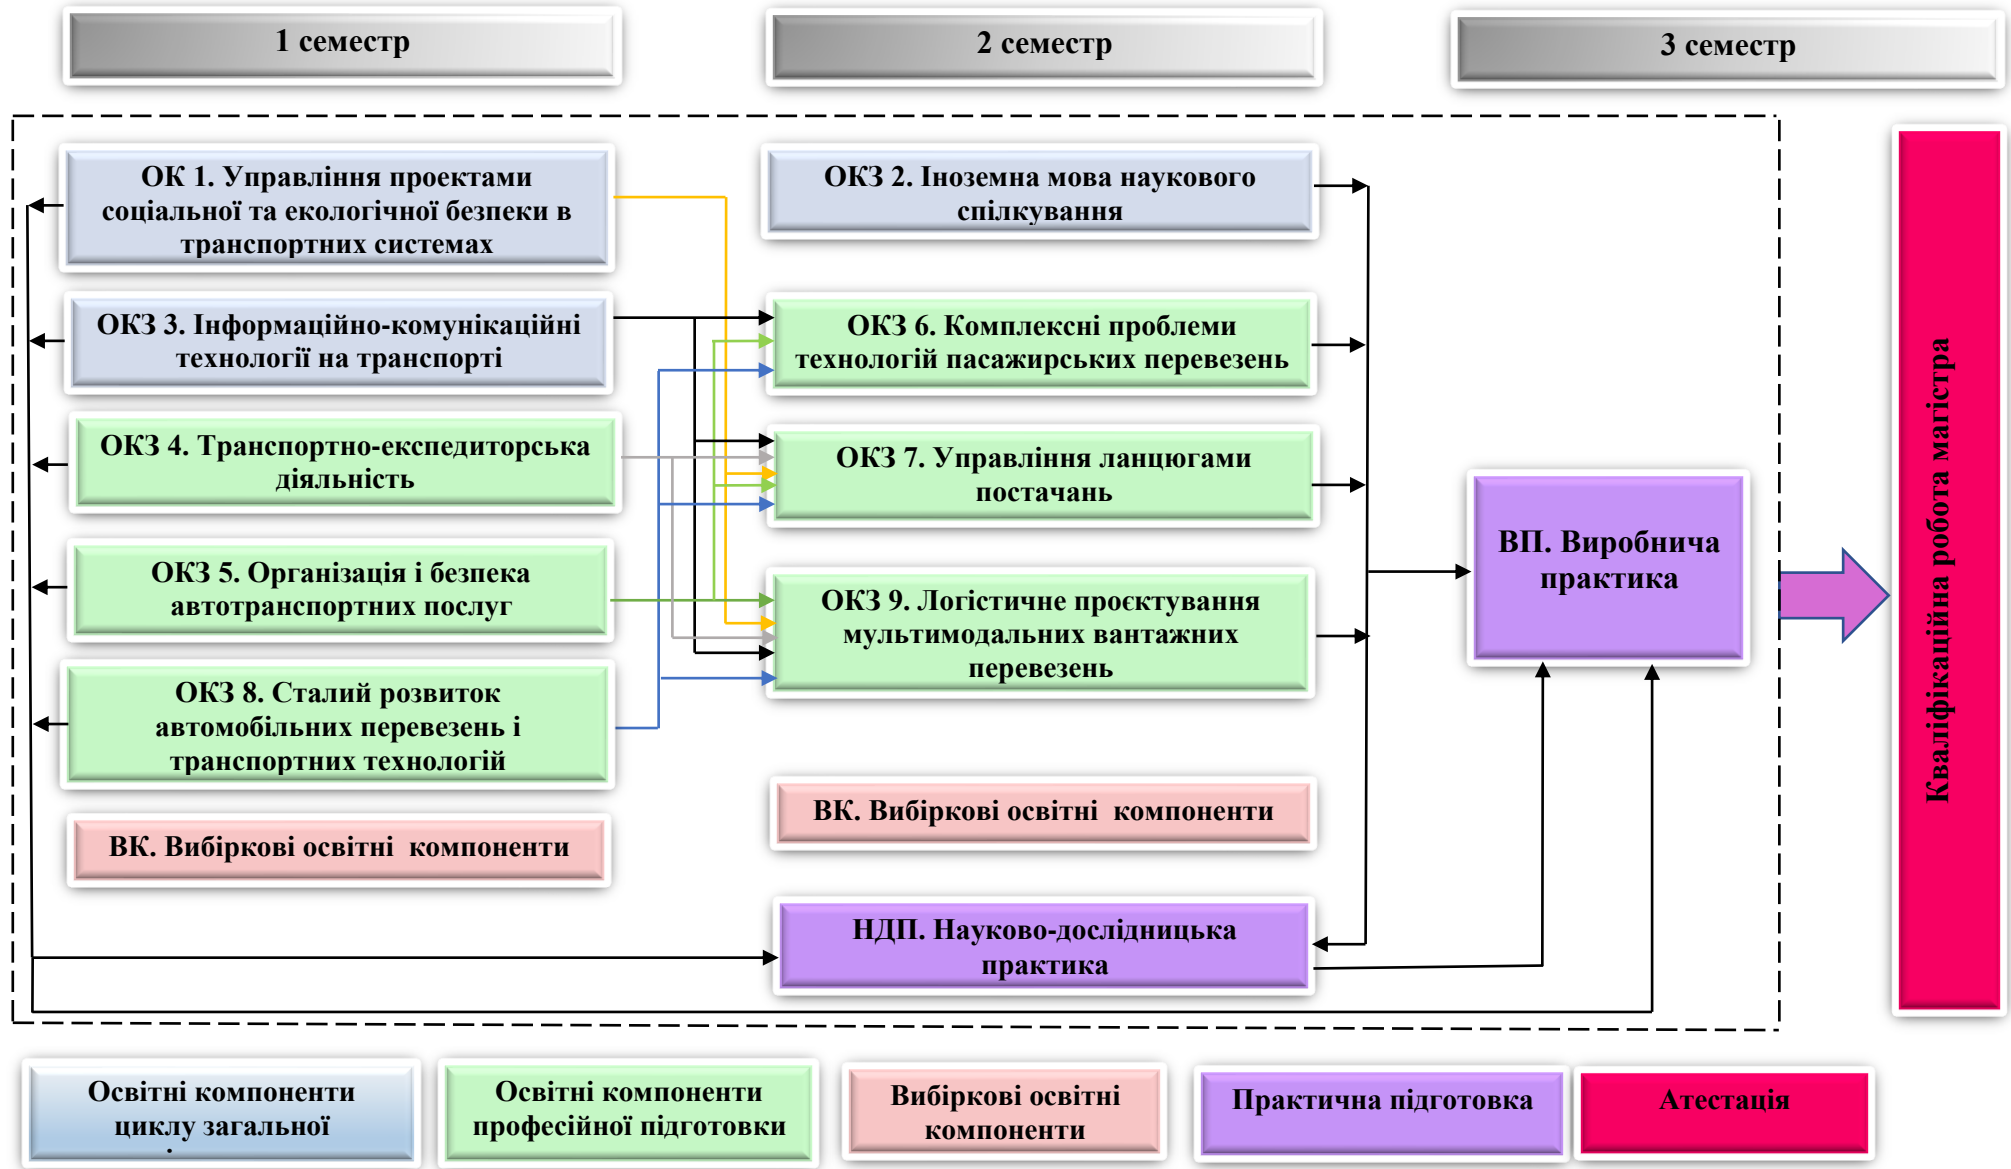 1 семестр
2 семестр
3 семестр
ОК 1. Управління проектами
соціальної та екологічної безпеки в
транспортних системах
ОКЗ 3. Інформаційно-комунікаційні
технології на транспорті
ОКЗ 4. Транспортно-експедиторська
діяльність
ОКЗ 5. Організація і безпека
автотранспортних послуг
ОКЗ 8. Сталий розвиток
автомобільних перевезень і
транспортних технологій
ВК. Вибіркові освітні компоненти
ОКЗ 2. Іноземна мова наукового
спілкування
ОКЗ 6. Комплексні проблеми
технологій пасажирських перевезень
ОКЗ 7. Управління ланцюгами
постачань
ОКЗ 9. Логістичне проєктування
мультимодальних вантажних
перевезень
ВК. Вибіркові освітні компоненти
НДП. Науково-дослідницька
практика
ВП. Виробнича
практика
Кваліфікаційна робота магістра
Освітні компоненти
циклу загальної
Освітні компоненти
професійної підготовки
Вибіркові освітні
компоненти
Практична підготовка
Атестація